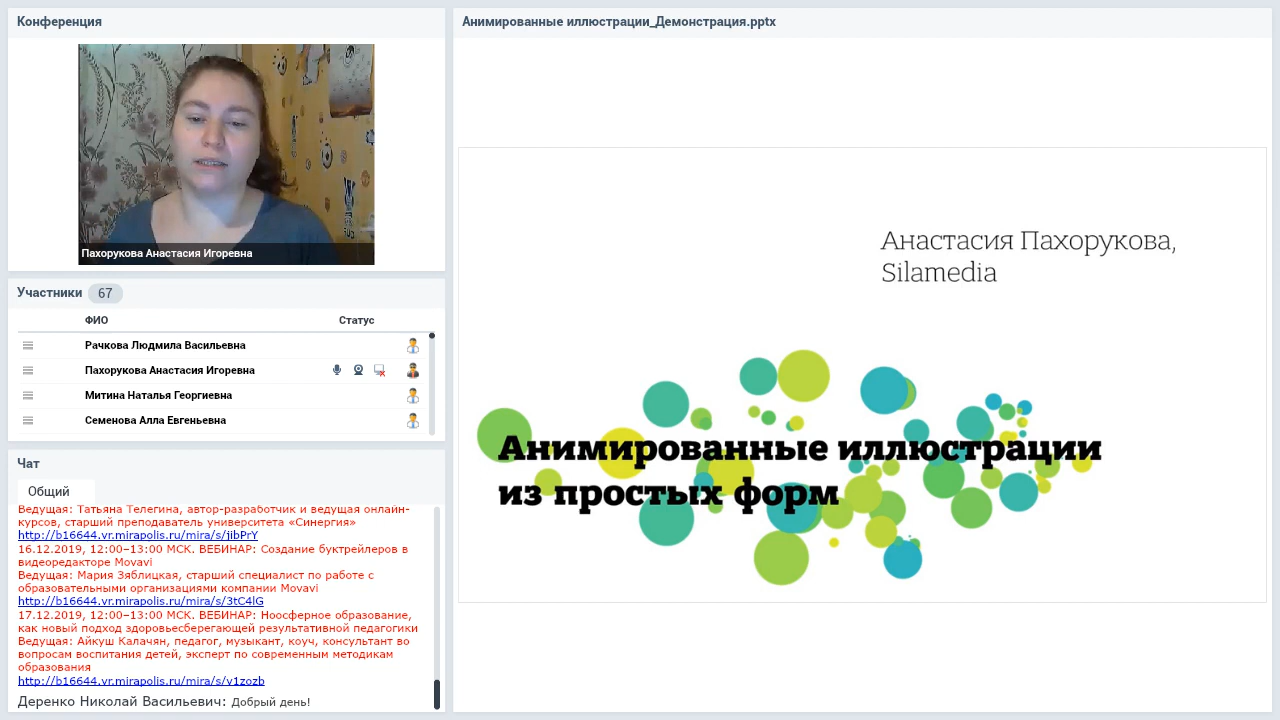 Конференция
Пахорукова Анастасия Игоревна
Участники 67
ФИО Статус
Рачкова Людмила Васильевна
Пахорукова Анастасия Игоревна
Митина Наталья Георгиевна
Семенова Алла Евгеньевна
Чат
Общий
Ведущая: Татьяна Телегина, автор-разработчик и ведущая онлайн-
курсов, старший преподаватель университета «Синергия»
http://b16644.vr.mirapolis.ru/mira/s/jibPrY
16.12.2019, 12:00–13:00 МСК. ВЕБИНАР: Создание буктрейлеров в
видеоредакторе Movavi
Ведущая: Мария Зяблицкая, старший специалист по работе с
образовательными организациями компании Movavi
http://b16644.vr.mirapolis.ru/mira/s/3tC4lG
17.12.2019, 12:00–13:00 МСК. ВЕБИНАР: Ноосферное образование,
как новый подход здоровьесберегающей результативной педагогики
Ведущая: Айкуш Калачян, педагог, музыкант, коуч, консультант во
вопросам воспитания детей, эксперт по современным методикам
образования
http://b16644.vr.mirapolis.ru/mira/s/v1zozb
Деренко Николай Васильевич: Добрый день!
Анимированные иллюстрации_Демонстрация.pptx
Анастасия Пахорукова,
Silamedia
Анимированные иллюстрации
из простых форм